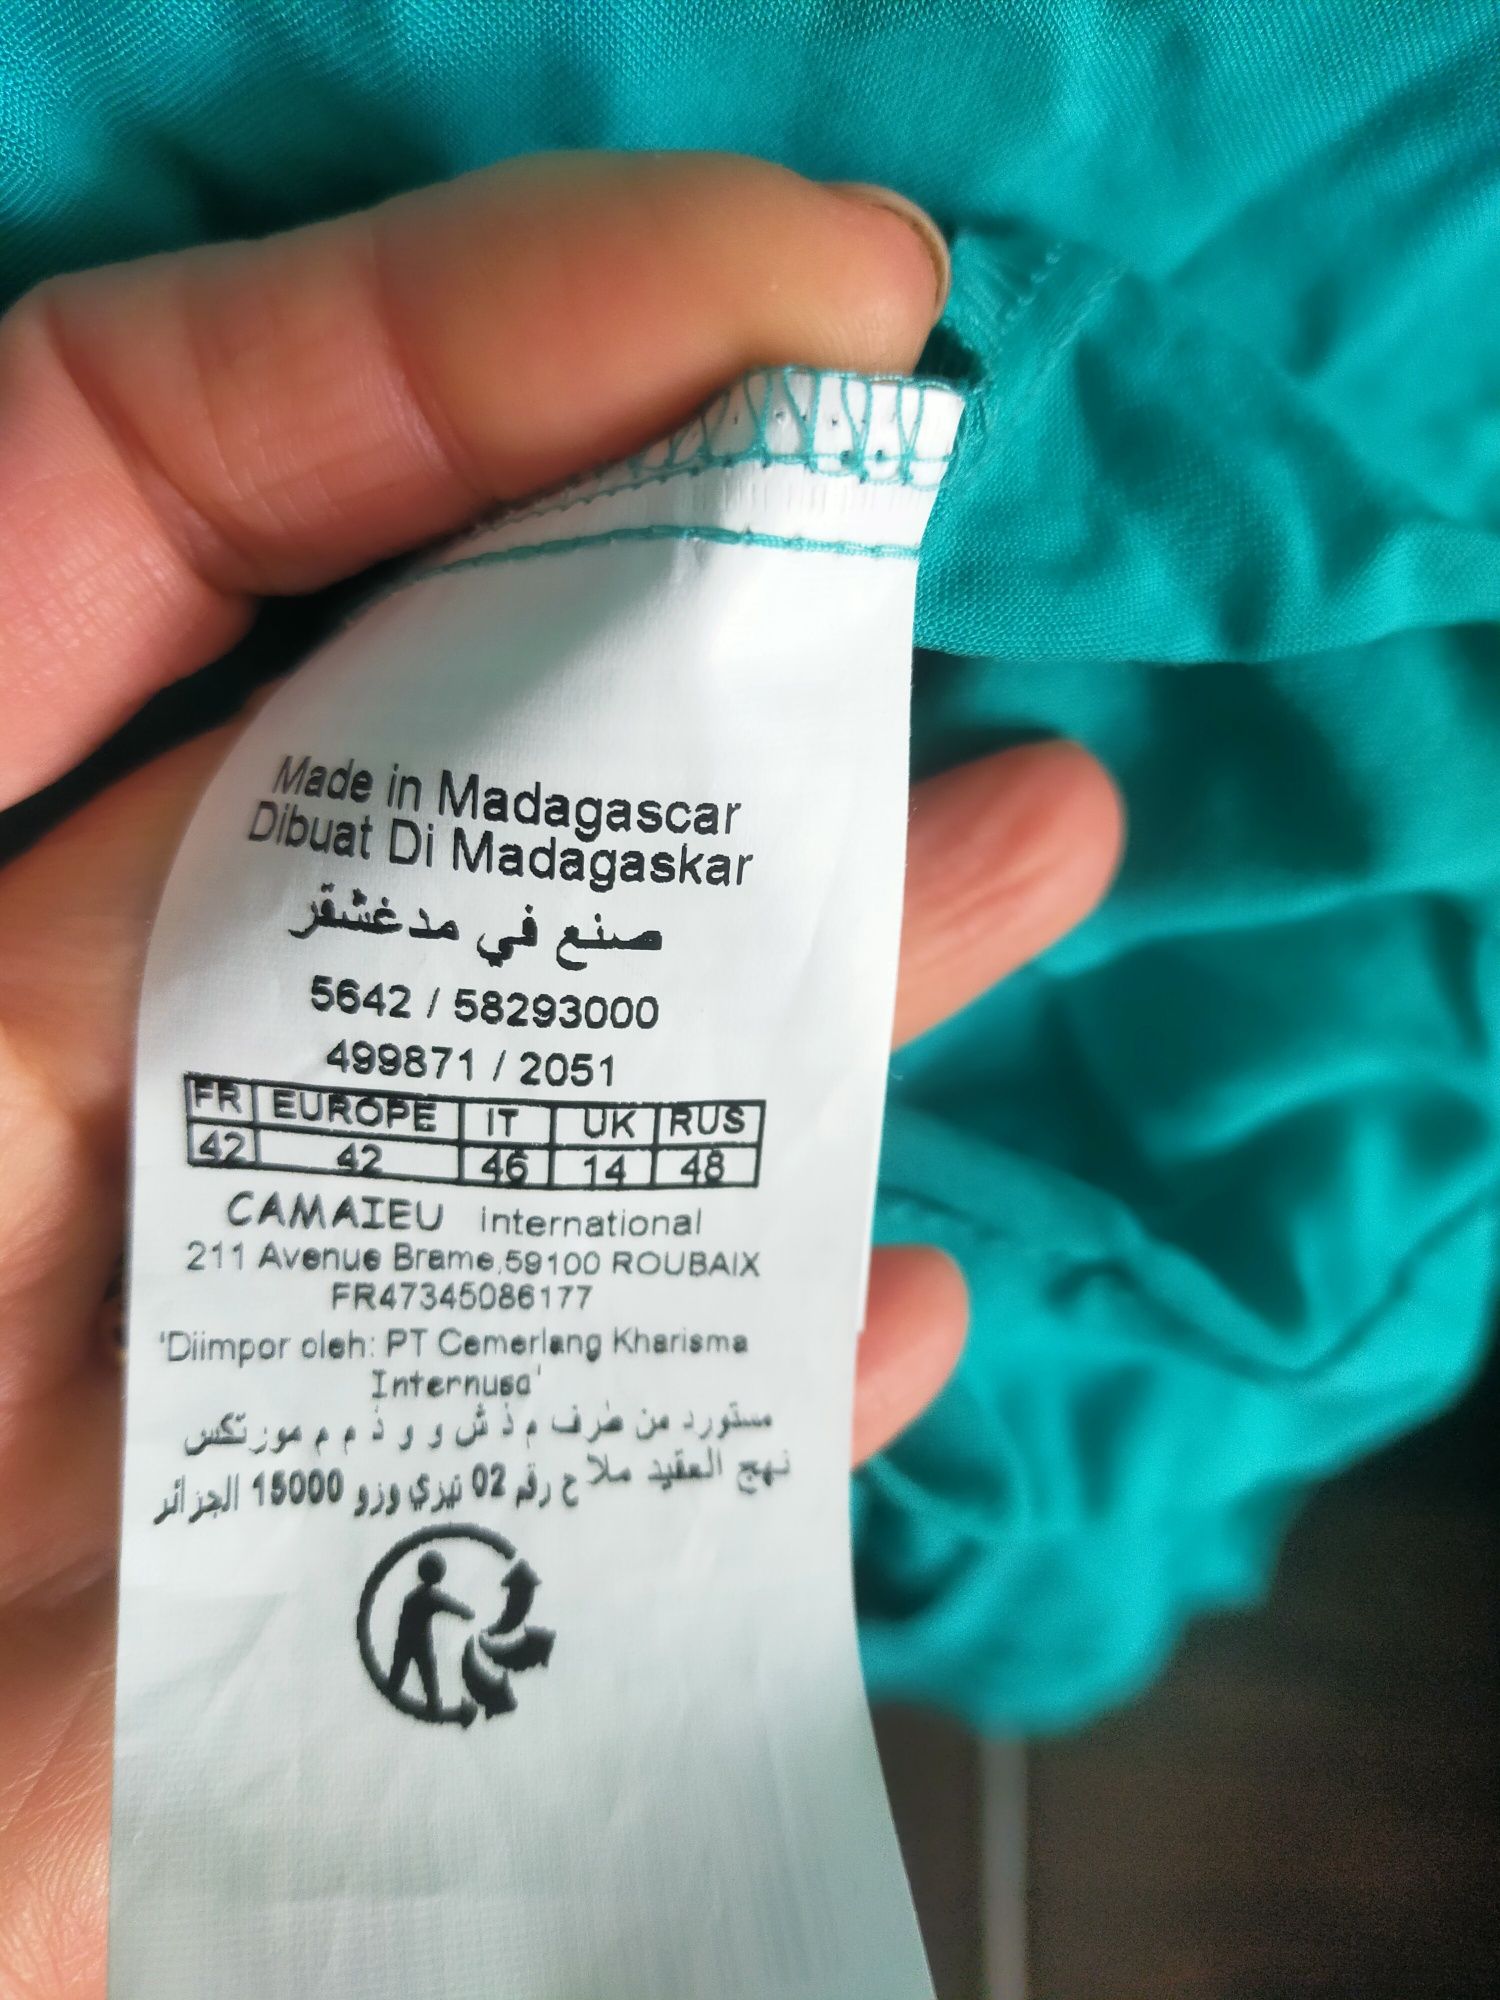 Made in Madagascar
Dibuat Di Madagaskar
صنع في مدغشقر
5642 / 58293000
499871 / 2051
FR EUROPE IT UK RUS
42 42 46 14 48
CAMAIEU international
211 Avenue Brame,59100 ROUBAIX
FR47345086177
'Diimpor oleh: PT Cemerlang Kharisma
Internusa'
مستورد من طرف م ذ ش و و ذ م م مورتكس
نهج العقيد ملاح رقم 02 تيزي وزو 15000 الجزائر